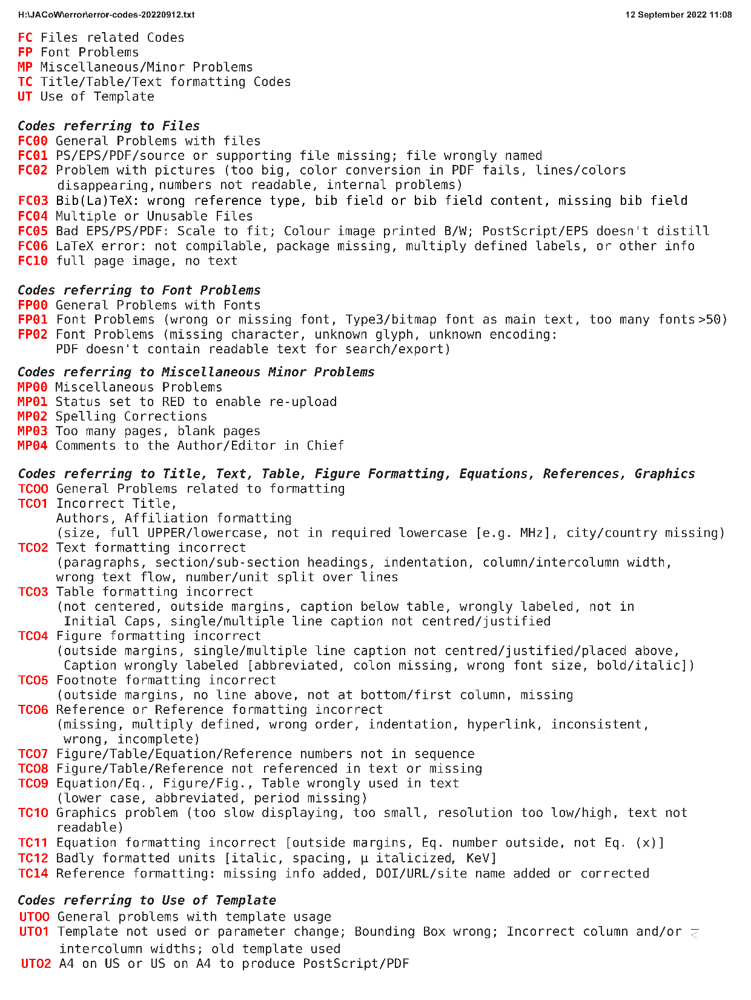 H:\JACoW\error\error-codes-20220912.txt 12 September 2022 11:08
FC Files related Codes
FP Font Problems
MP Miscellaneous/Minor Problems
TC Title/Table/Text formatting Codes
UT Use of Template
Codes referring to Files
FC00 General Problems with files
FC01 PS/EPS/PDF/source or supporting file missing; file wrongly named
FC02 Problem with pictures (too big, color conversion in PDF fails, lines/colors
disappearing, numbers not readable, internal problems)
FC03 Bib(La)TeX: wrong reference type, bib field or bib field content, missing bib field
FC04 Multiple or Unusable Files
FC05 Bad EPS/PS/PDF: Scale to fit; Colour image printed B/W; PostScript/EPS doesn't distill
FC06 LaTeX error: not compilable, package missing, multiply defined labels, or other info
FC10 full page image, no text
Codes referring to Font Problems
FP00 General Problems with Fonts
FP01 Font Problems (wrong or missing font, Type3/bitmap font as main text, too many fonts >50)
FP02 Font Problems (missing character, unknown glyph, unknown encoding:
PDF doesn't contain readable text for search/export)
Codes referring to Miscellaneous Minor Problems
MP00 Miscellaneous Problems
MP01 Status set to RED to enable re-upload
MP02 Spelling Corrections
MP03 Too many pages, blank pages
MP04 Comments to the Author/Editor in Chief
Codes referring to Title, Text, Table, Figure Formatting, Equations, References, Graphics
TC00 General Problems related to formatting
TC01 Incorrect Title,
Authors, Affiliation formatting
(size, full UPPER/lowercase, not in required lowercase [e.g. MHz], city/country missing)
TC02 Text formatting incorrect
(paragraphs, section/sub-section headings, indentation, column/intercolumn width,
wrong text flow, number/unit split over lines
TC03 Table formatting incorrect
(not centered, outside margins, caption below table, wrongly labeled, not in
Initial Caps, single/multiple line caption not centred/justified
TC04 Figure formatting incorrect
(outside margins, single/multiple line caption not centred/justified/placed above,
Caption wrongly labeled [abbreviated, colon missing, wrong font size, bold/italic])
TC05 Footnote formatting incorrect
(outside margins, no line above, not at bottom/first column, missing
TC06 Reference or Reference formatting incorrect
(missing, multiply defined, wrong order, indentation, hyperlink, inconsistent,
wrong, incomplete)
TC07 Figure/Table/Equation/Reference numbers not in sequence
TC08 Figure/Table/Reference not referenced in text or missing
TC09 Equation/Eq., Figure/Fig., Table wrongly used in text
(lower case, abbreviated, period missing)
TC10 Graphics problem (too slow displaying, too small, resolution too low/high, text not
readable)
TC11 Equation formatting incorrect [outside margins, Eq. number outside, not Eq. (x)]
TC12 Badly formatted units [italic, spacing, µ italicized, KeV]
TC14 Reference formatting: missing info added, DOI/URL/site name added or corrected
Codes referring to Use of Template
UT00 General problems with template usage
UT01 Template not used or parameter change; Bounding Box wrong; Incorrect column and/or
intercolumn widths; old template used
UT02 A4 on US or US on A4 to produce PostScript/PDF